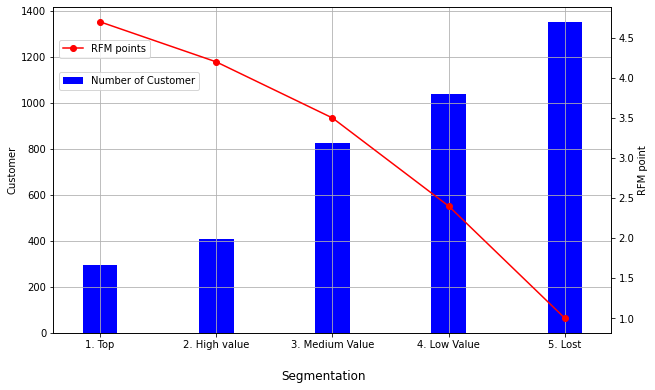 1400
1200
1000
800
600
400
200
0
Customer
RFM points
Number of Customer
4.5
4.0
3.5
3.0
2.5
2.0
1.5
1.0
RFM point
1. Top
2. High value
3. Medium Value
4. Low Value
5. Lost
Segmentation